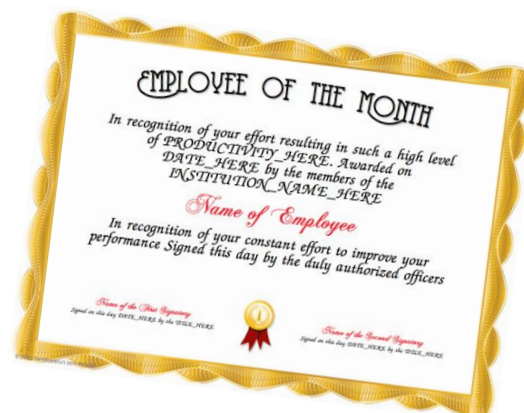 EMPLOYEE OF THE MONTH
In recognition of your effort resulting in such a high level
of PRODUCTIVITY_HERE. Awarded on
DATE_HERE by the members of the
INSTITUTION_NAME_HERE
Name of Employee
In recognition of your constant effort to improve your
performance Signed this day by the duly authorized officers
Name of the First Signatory
Signed on this day DATE_HERE by the TITLE_HERE
Name of the Second Signatory
Signed on this day DATE_HERE by the TITLE_HERE
1